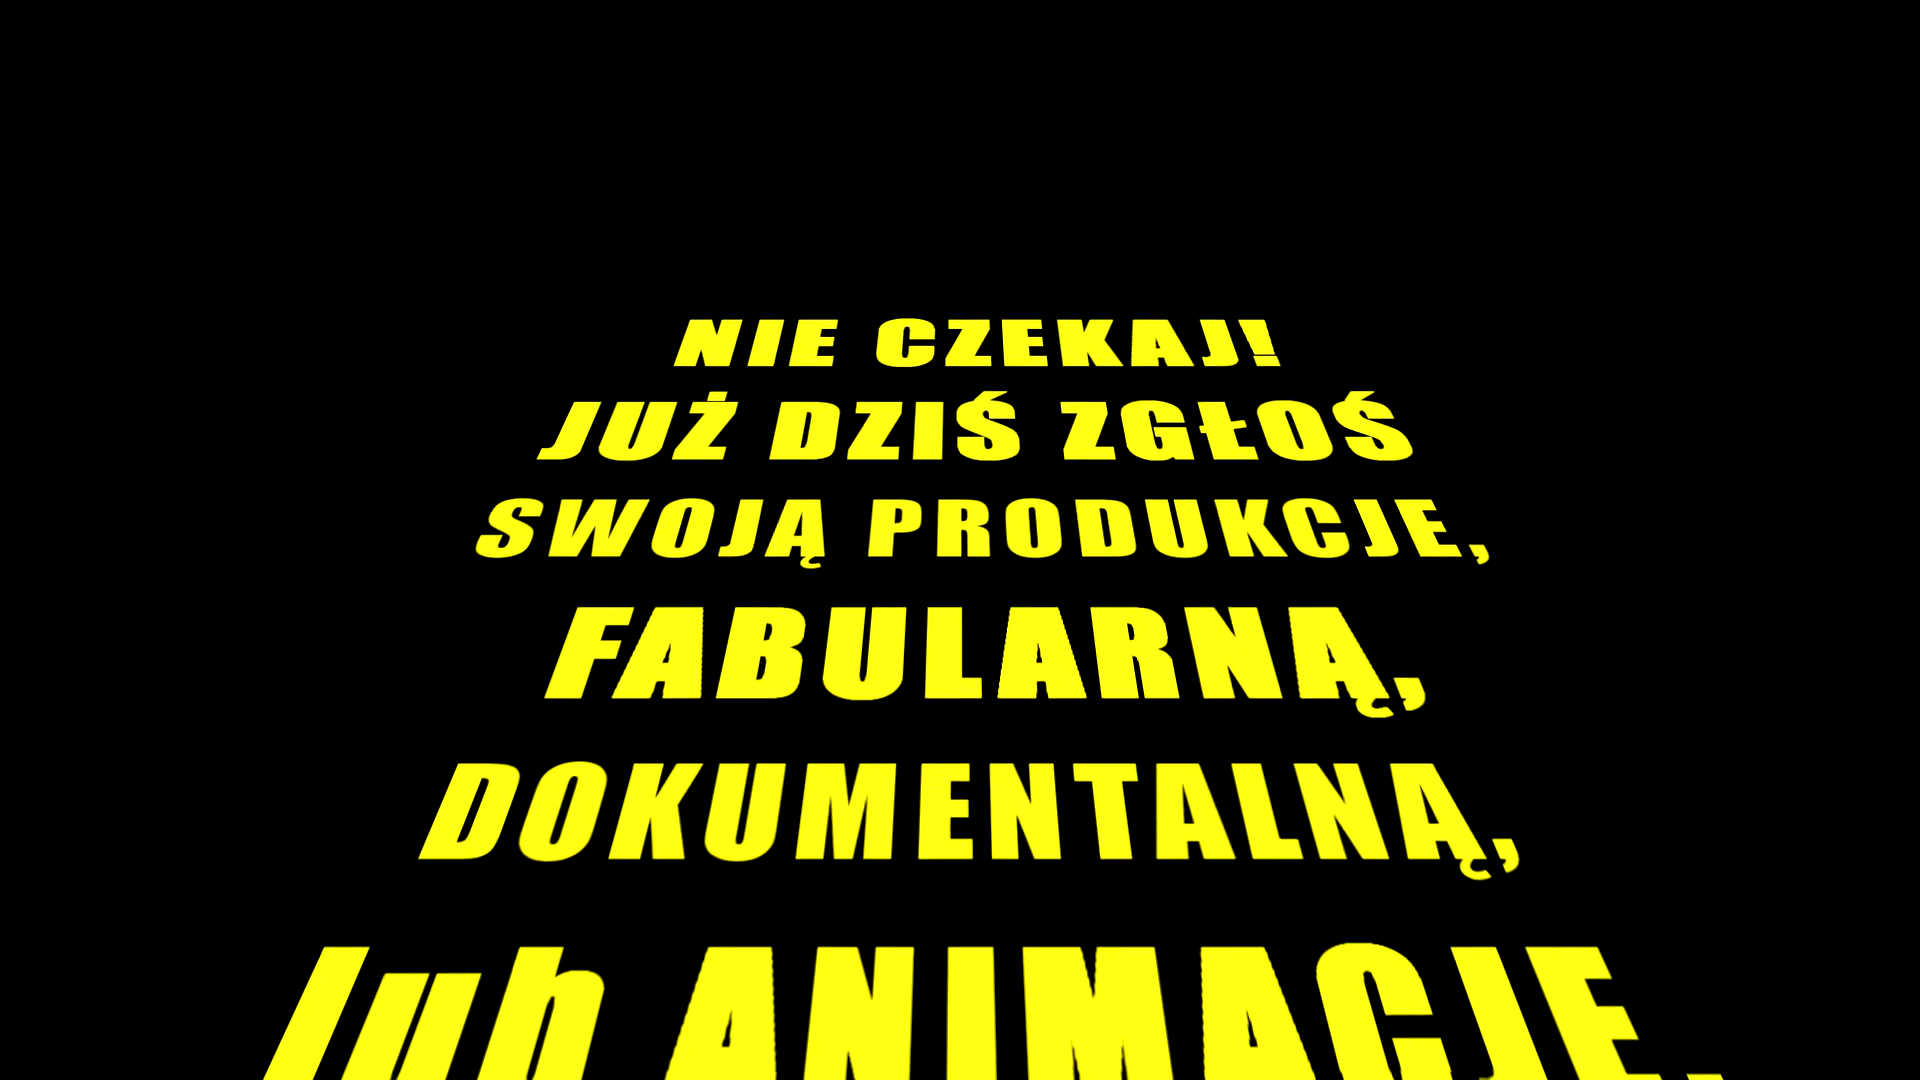 NIE CZEKAJ!
JUŻ DZIŚ ZGŁOŚ
SWOJĄ PRODUKCJE,
FABULARNĄ,
DOKUMENTALNĄ,
lub ANIMACJE.